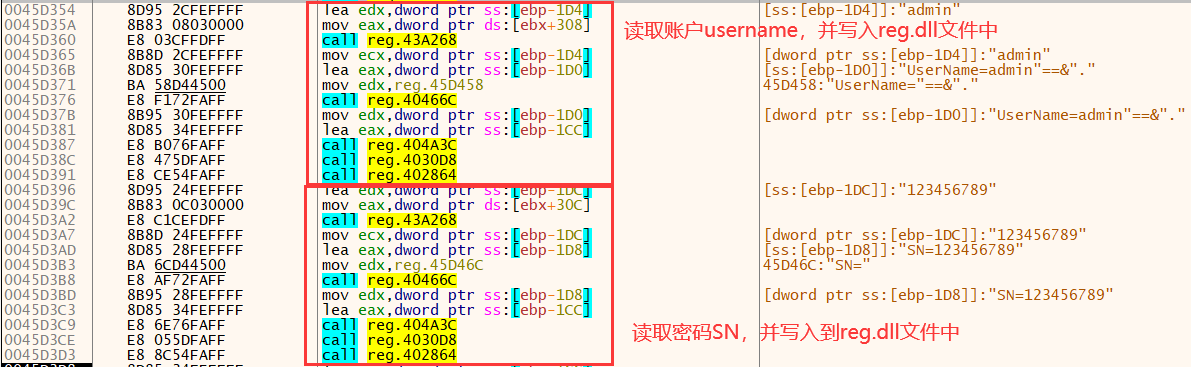 0045D354 8D95 2CFEFFFF lea edx,dword ptr ss:[ebp-1D4] [ss:[ebp-1D4]]:"admin"
0045D35A 8B83 08030000 mov eax,dword ptr ds:[ebx+308] 读取账户username，并写入reg.dll文件中
0045D360 E8 03CFFDFF call reg.43A268
0045D365 8B8D 2CFEFFFF mov ecx,dword ptr ss:[ebp-1D4] [dword ptr ss:[ebp-1D4]]:"admin"
0045D36B 8D85 30FEFFFF lea eax,dword ptr ss:[ebp-1D0] [ss:[ebp-1D0]]:"UserName=admin"==&"."
0045D371 BA 58D44500 mov edx,reg.45D458 45D458:"UserName="==&"."
0045D376 E8 F172FAFF call reg.40466C
0045D37B 8B95 30FEFFFF mov edx,dword ptr ss:[ebp-1D0] [dword ptr ss:[ebp-1D0]]:"UserName=admin"==&"."
0045D381 8D85 34FEFFFF lea eax,dword ptr ss:[ebp-1CC]
0045D387 E8 B076FAFF call reg.404A3C
0045D38C E8 475DFAFF call reg.4030D8
0045D391 E8 CE54FAFF call reg.402864
0045D396 8D95 24FEFFFF lea edx,dword ptr ss:[ebp-1DC] [ss:[ebp-1DC]]:"123456789"
0045D39C 8B83 0C030000 mov eax,dword ptr ds:[ebx+30C]
0045D3A2 E8 C1CEFDFF call reg.43A268
0045D3A7 8B8D 24FEFFFF mov ecx,dword ptr ss:[ebp-1DC] [dword ptr ss:[ebp-1DC]]:"123456789"
0045D3AD 8D85 28FEFFFF lea eax,dword ptr ss:[ebp-1D8] [ss:[ebp-1D8]]:"SN=123456789"
0045D3B3 BA 6CD44500 mov edx,reg.45D46C 45D46C:"SN="
0045D3B8 E8 AF72FAFF call reg.40466C
0045D3BD 8B95 28FEFFFF mov edx,dword ptr ss:[ebp-1D8] [dword ptr ss:[ebp-1D8]]:"SN=123456789"
0045D3C3 8D85 34FEFFFF lea eax,dword ptr ss:[ebp-1CC]
0045D3C9 E8 6E76FAFF call reg.404A3C 读取密码SN，并写入到reg.dll文件中
0045D3CE E8 055DFAFF call reg.4030D8
0045D3D3 E8 8C54FAFF call reg.402864